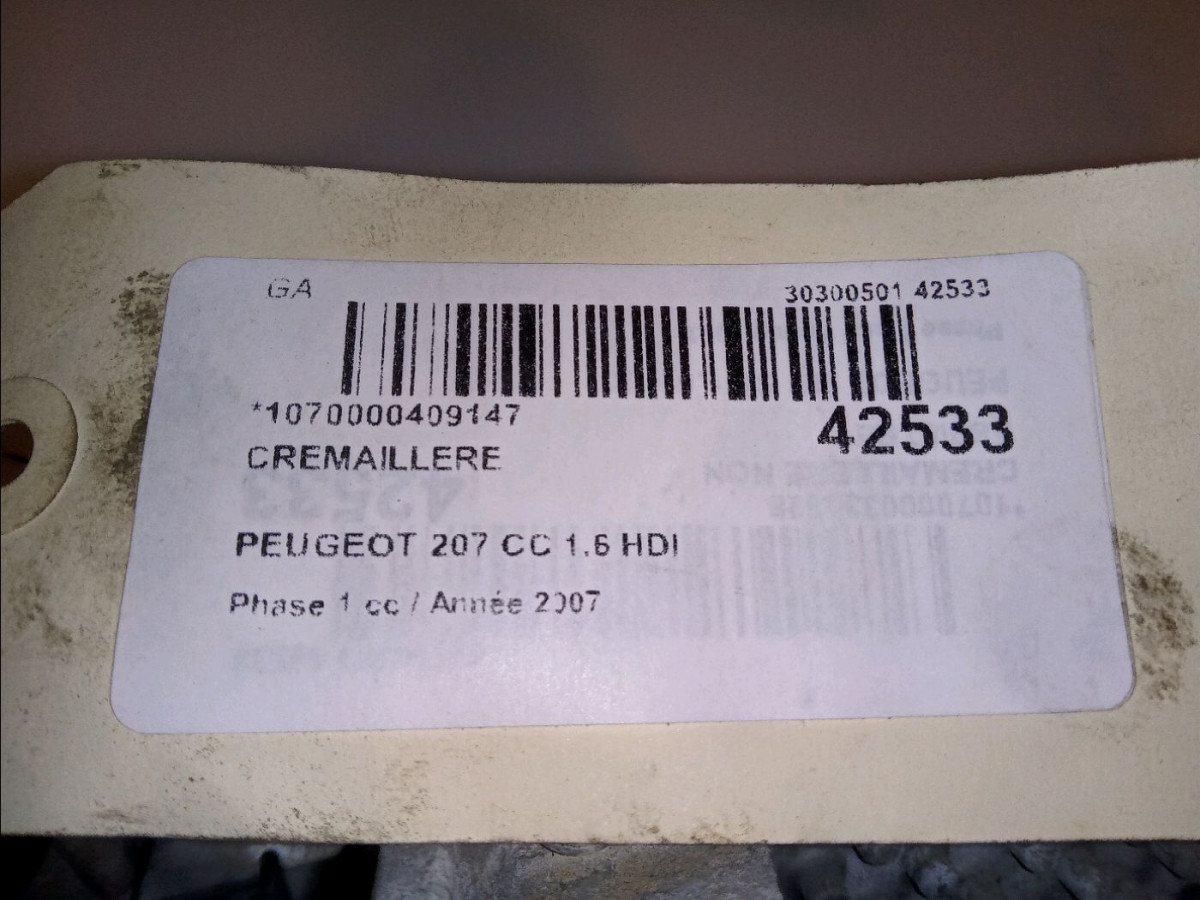 GA 30300501 42533
*1070000409147 42533
CREMAILLERE
PEUGEOT 207 CC 1.6 HDI
Phase 1 cc / Année 2007